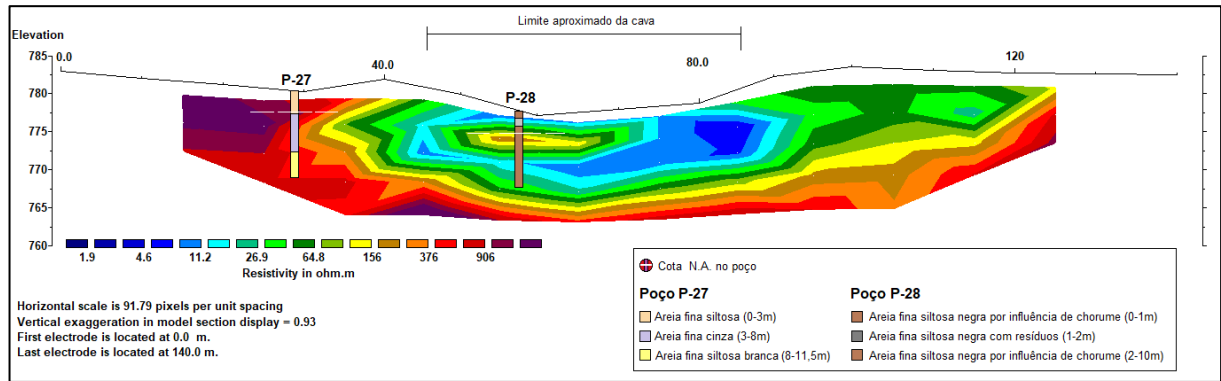 Limite aproximado da cava
Elevation
785
0.0
40.0
80.0
120
P-27
P-28
780
775
770
765
760
1.9 4.6 11.2 26.9 64.8 156 376 906
Resistivity in ohm.m
Horizontal scale is 91.79 pixels per unit spacing
Vertical exaggeration in model section display = 0.93
First electrode is located at 0.0 m.
Last electrode is located at 140.0 m.
Cota N.A. no poço
Poço P-27
Areia fina siltosa (0-3m)
Areia fina cinza (3-8m)
Areia fina siltosa branca (8-11,5m)
Poço P-28
Areia fina siltosa negra por influência de chorume (0-1m)
Areia fina siltosa negra com resíduos (1-2m)
Areia fina siltosa negra por influência de chorume (2-10m)